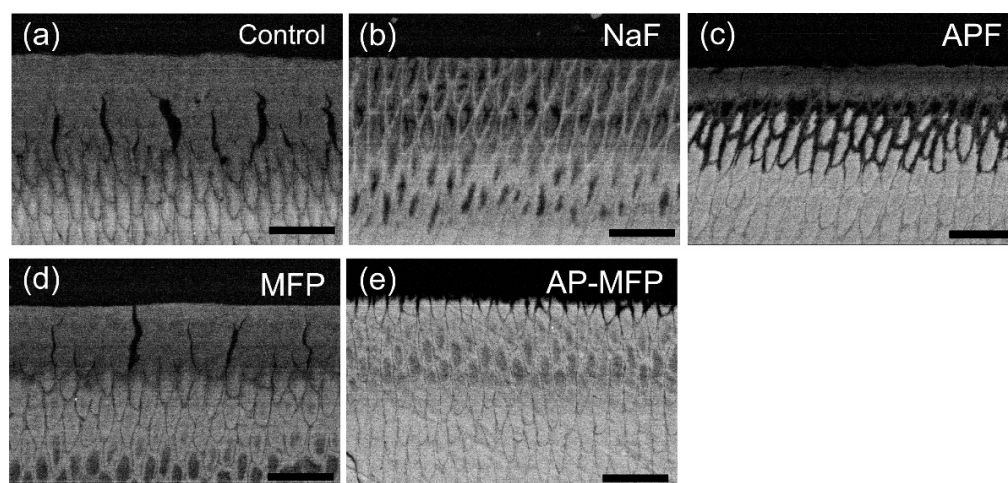 (a) Control
(b) NaF
(c) APF
(d) MFP
(e) AP-MFP